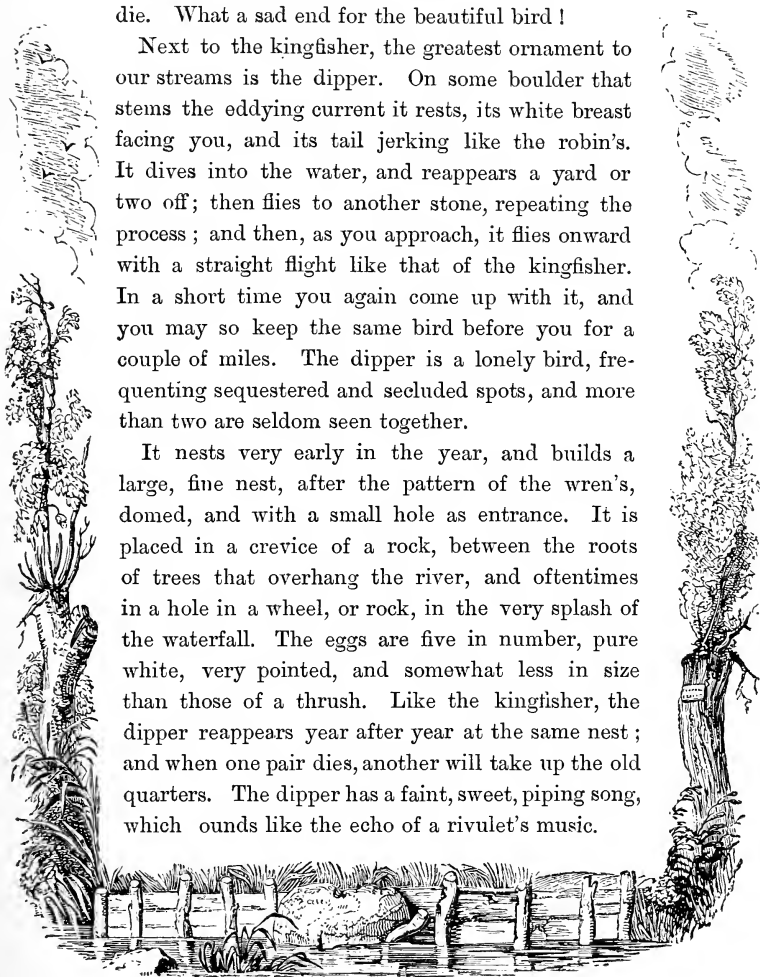 die. What a sad end for the beautiful bird !
Next to the kingfisher, the greatest ornament to
our streams is the dipper. On some boulder that
stems the eddying current it rests, its white breast
facing you, and its tail jerking like the robin's.
It dives into the water, and reappears a yard or
two off; then flies to another stone, repeating the
process ; and then, as you approach, it flies onward
with a straight flight like that of the kingfisher.
In a short time you again come up with it, and
you may so keep the same bird before you for a
couple of miles. The dipper is a lonely bird, fre-
quenting sequestered and secluded spots, and more
than two are seldom seen together.
It nests very early in the year, and builds a
large, fine nest, after the pattern of the wren's,
domed, and with a small hole as entrance. It is
placed in a crevice of a rock, between the roots
of trees that overhang the river, and oftentimes
in a hole in a wheel, or rock, in the very splash of
the waterfall. The eggs are five in number, pure
white, very pointed, and somewhat less in size
than those of a thrush. Like the kingfisher, the
dipper reappears year after year at the same nest ;
and when one pair dies, another will take up the old
quarters. The dipper has a faint, sweet, piping song,
which ounds like the echo of a rivulet's music.